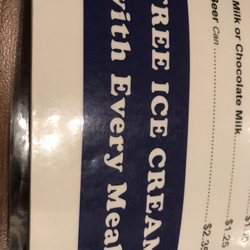 Milk or Chocolate Milk
Beer Can
$1.25
$2.35
FREE ICE CREAM
with Every Meal